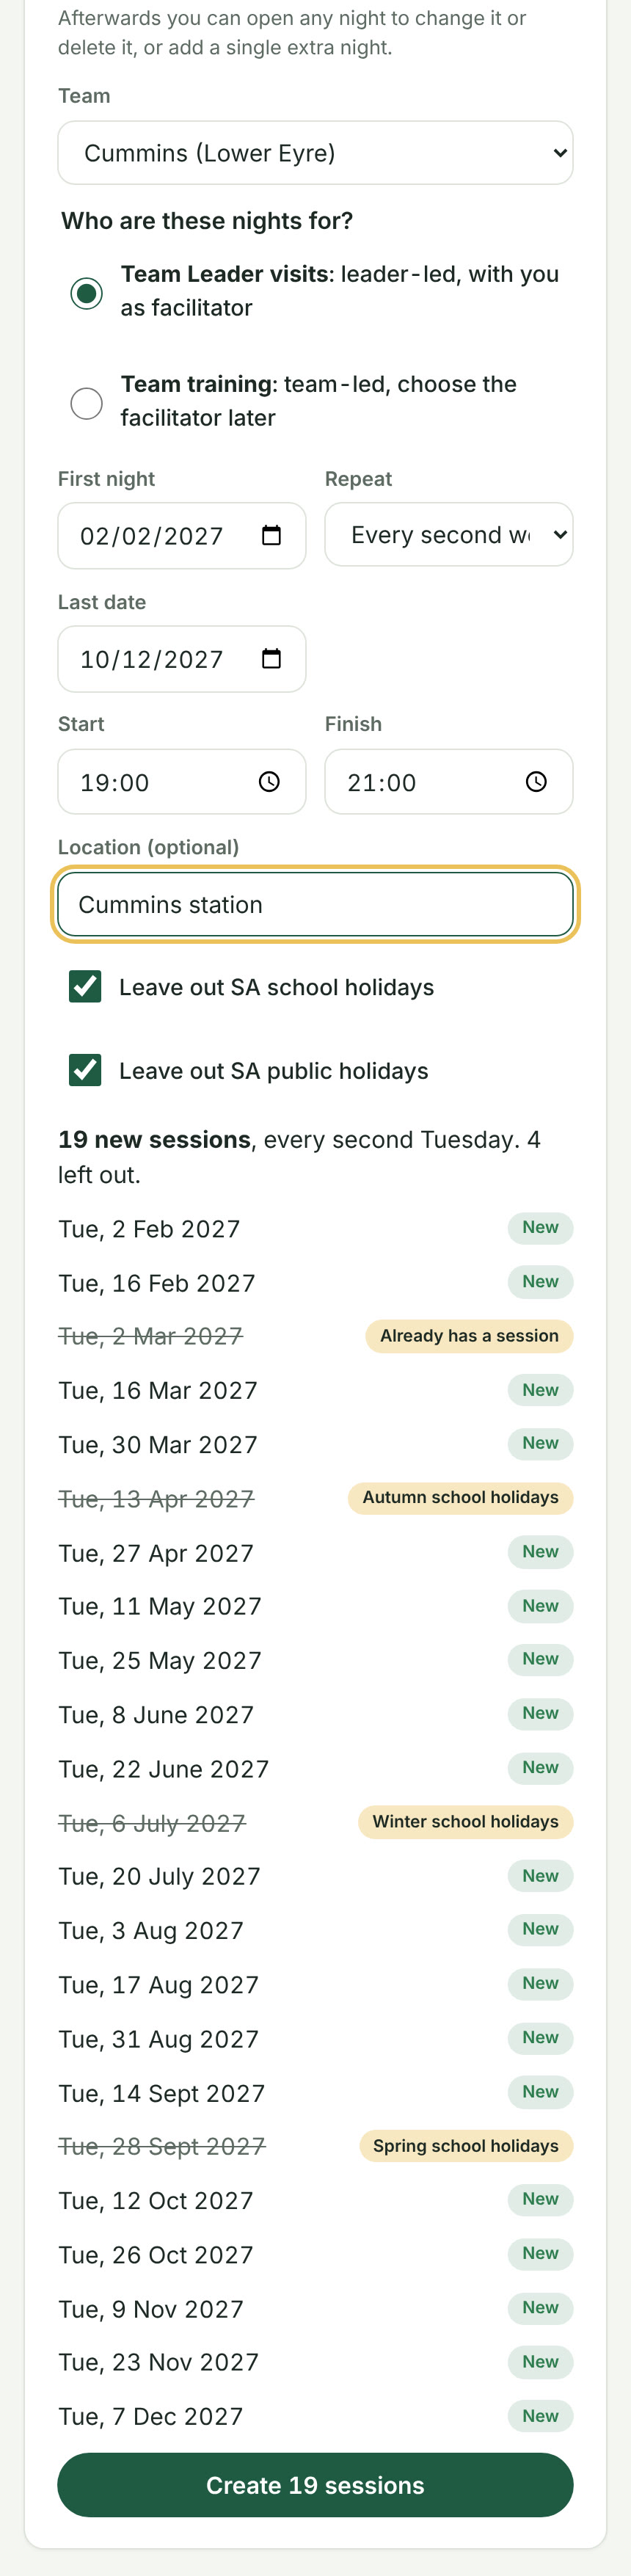 Afterwards you can open any night to change it or
delete it, or add a single extra night.
Team
Cummins (Lower Eyre)
Who are these nights for?
Team Leader visits: leader-led, with you
as facilitator
Team training: team-led, choose the
facilitator later
First night
Repeat
02/02/2027
Every second w
Last date
10/12/2027
Start
Finish
19:00
21:00
Location (optional)
Cummins station
Leave out SA school holidays
Leave out SA public holidays
19 new sessions, every second Tuesday. 4
left out.
Tue, 2 Feb 2027 New
Tue, 16 Feb 2027 New
Tue, 2 Mar 2027 Already has a session
Tue, 16 Mar 2027 New
Tue, 30 Mar 2027 New
Tue, 13 Apr 2027 Autumn school holidays
Tue, 27 Apr 2027 New
Tue, 11 May 2027 New
Tue, 25 May 2027 New
Tue, 8 June 2027 New
Tue, 22 June 2027 New
Tue, 6 July 2027 Winter school holidays
Tue, 20 July 2027 New
Tue, 3 Aug 2027 New
Tue, 17 Aug 2027 New
Tue, 31 Aug 2027 New
Tue, 14 Sept 2027 New
Tue, 28 Sept 2027 Spring school holidays
Tue, 12 Oct 2027 New
Tue, 26 Oct 2027 New
Tue, 9 Nov 2027 New
Tue, 23 Nov 2027 New
Tue, 7 Dec 2027 New
Create 19 sessions